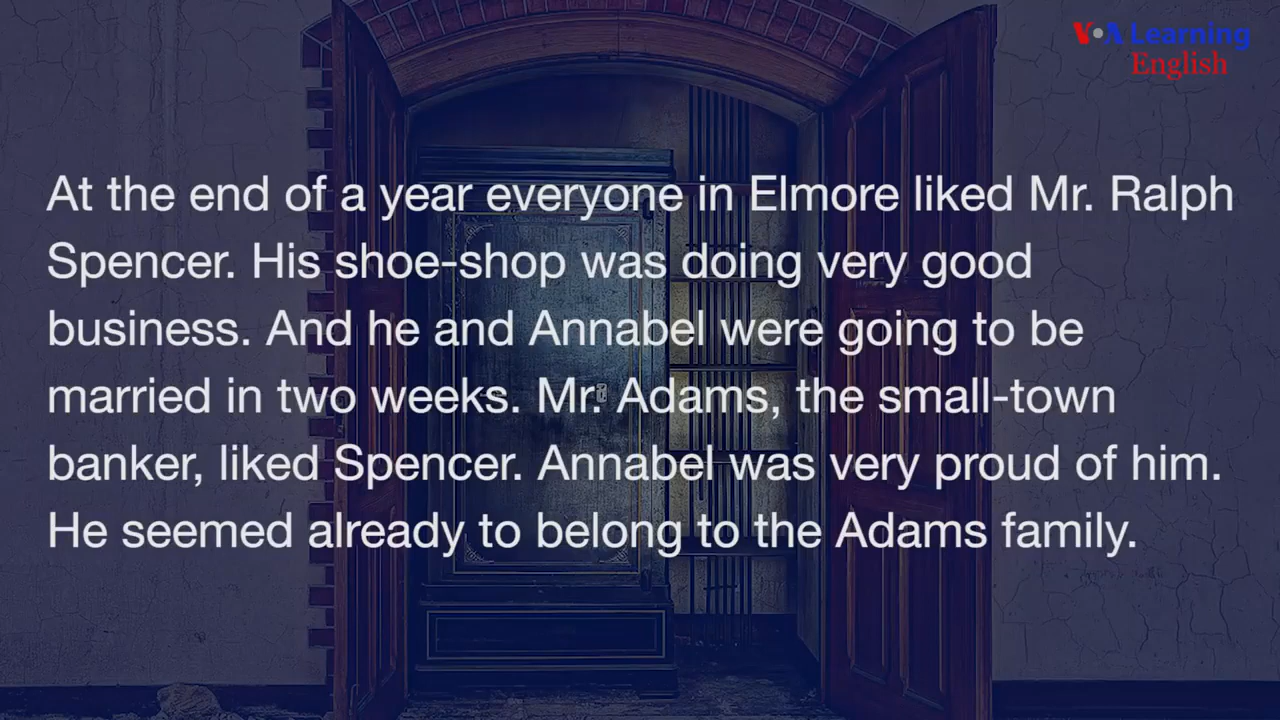 VOA Learning
English
At the end of a year everyone in Elmore liked Mr. Ralph
Spencer. His shoe-shop was doing very good
business. And he and Annabel were going to be
married in two weeks. Mr. Adams, the small-town
banker, liked Spencer. Annabel was very proud of him.
He seemed already to belong to the Adams family.